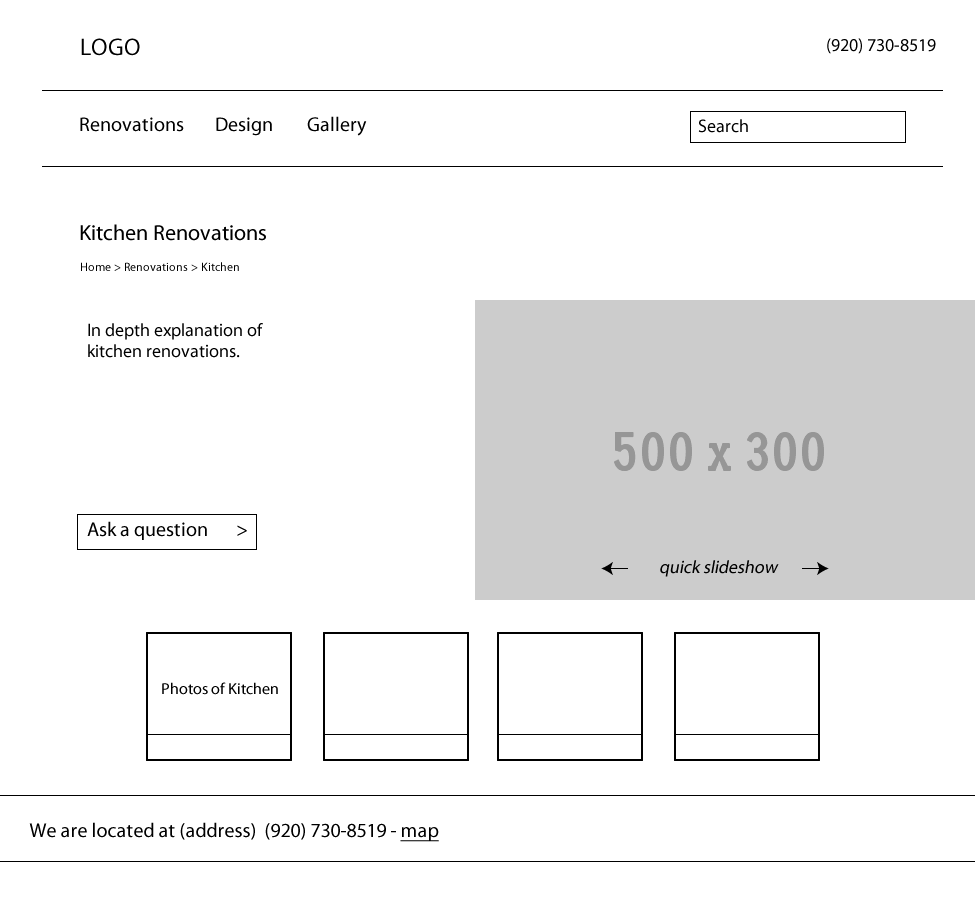 LOGO
(920) 730-8519
Renovations Design Gallery
Search
Kitchen Renovations
Home > Renovations > Kitchen
In depth explanation of
kitchen renovations.
500 x 300
Ask a question >
quick slideshow
Photos of Kitchen
We are located at (address) (920) 730-8519 - map